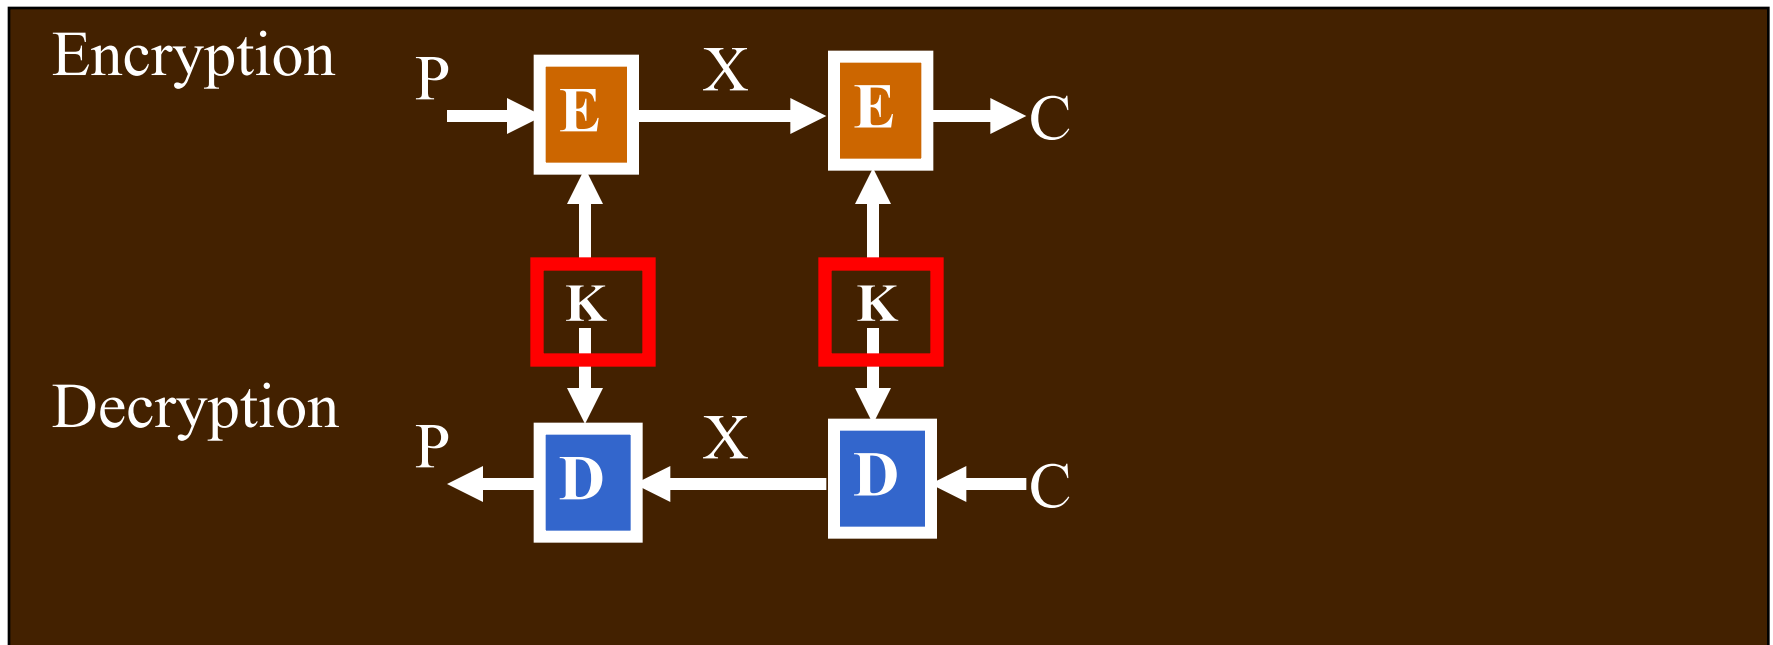 Encryption
P E X E C
K K
Decryption
P D X D C